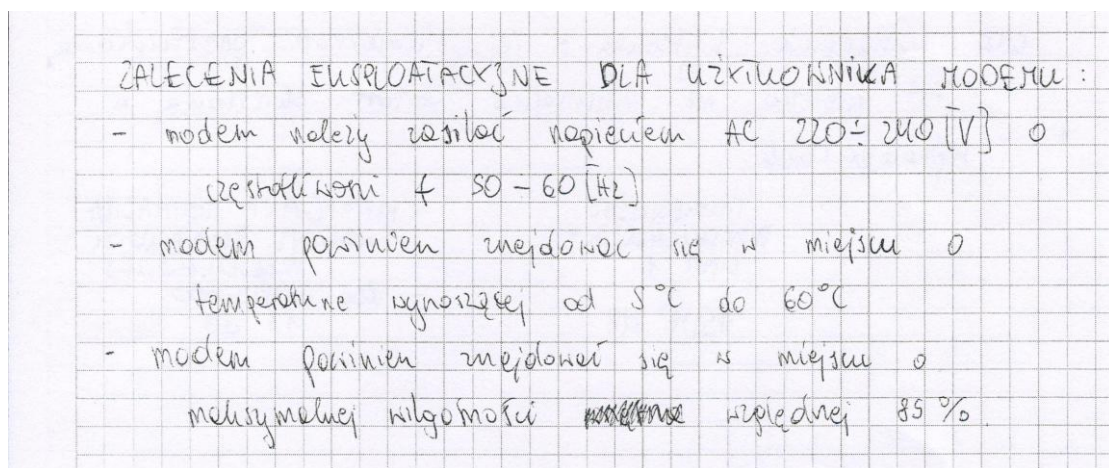 ZALECENIA EKSPLOATACYJNE DLA UŻYTKOWNIKA MODEMU :
- modem należy zasilać napięciem AC 220÷240 [V] o
częstotliwości f 50-60 [Hz]
- modem powinien znajdować się w miejscu o
temperaturze wynoszącej od 5°C do 60°C
- modem powinien znajdować się w miejscu o
maksymalnej wilgotności względnej 85%.